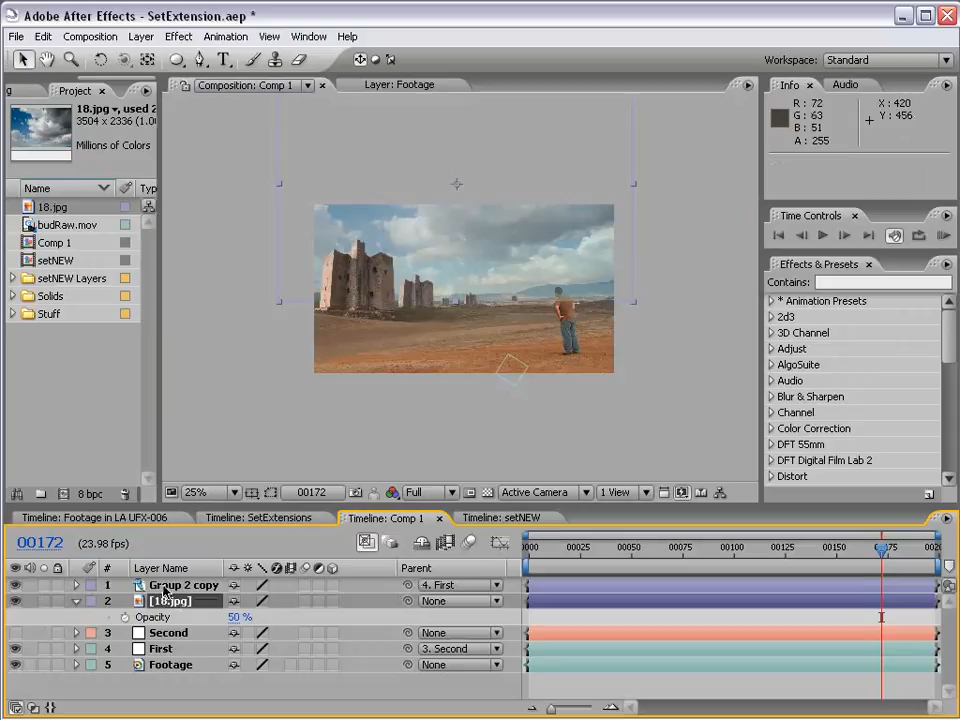 Adobe After Effects - SetExtension.aep *
File Edit Composition Layer Effect Animation View Window Help
Workspace: Standard
g Project
18.jpg , used 2
3504 x 2336 (1.0
Millions of Colors
Name Typ
18.jpg
budRaw.mov
Comp 1
setNEW
setNEW Layers
Solids
Stuff
8 bpc
Composition: Comp 1 Layer: Footage
25% 00172 Full Active Camera 1 View
Info Audio
R : 72 X : 420
G : 63 Y : 456
B : 51
A : 255
Time Controls
Effects & Presets
Contains:
* Animation Presets
2d3
3D Channel
Adjust
AlgoSuite
Audio
Blur & Sharpen
Channel
Color Correction
DFT 55mm
DFT Digital Film Lab 2
Distort
Timeline: Footage in LA UFX-006 Timeline: SetExtensions Timeline: Comp 1 Timeline: setNEW
00172 (23.98 fps)
00025 00050 00075 00100 00125 00150
# Layer Name Parent
1 Group 2 copy 4. First
2 [18.jpg] None
Opacity 50 %
3 Second None
4 First 3. Second
5 Footage None